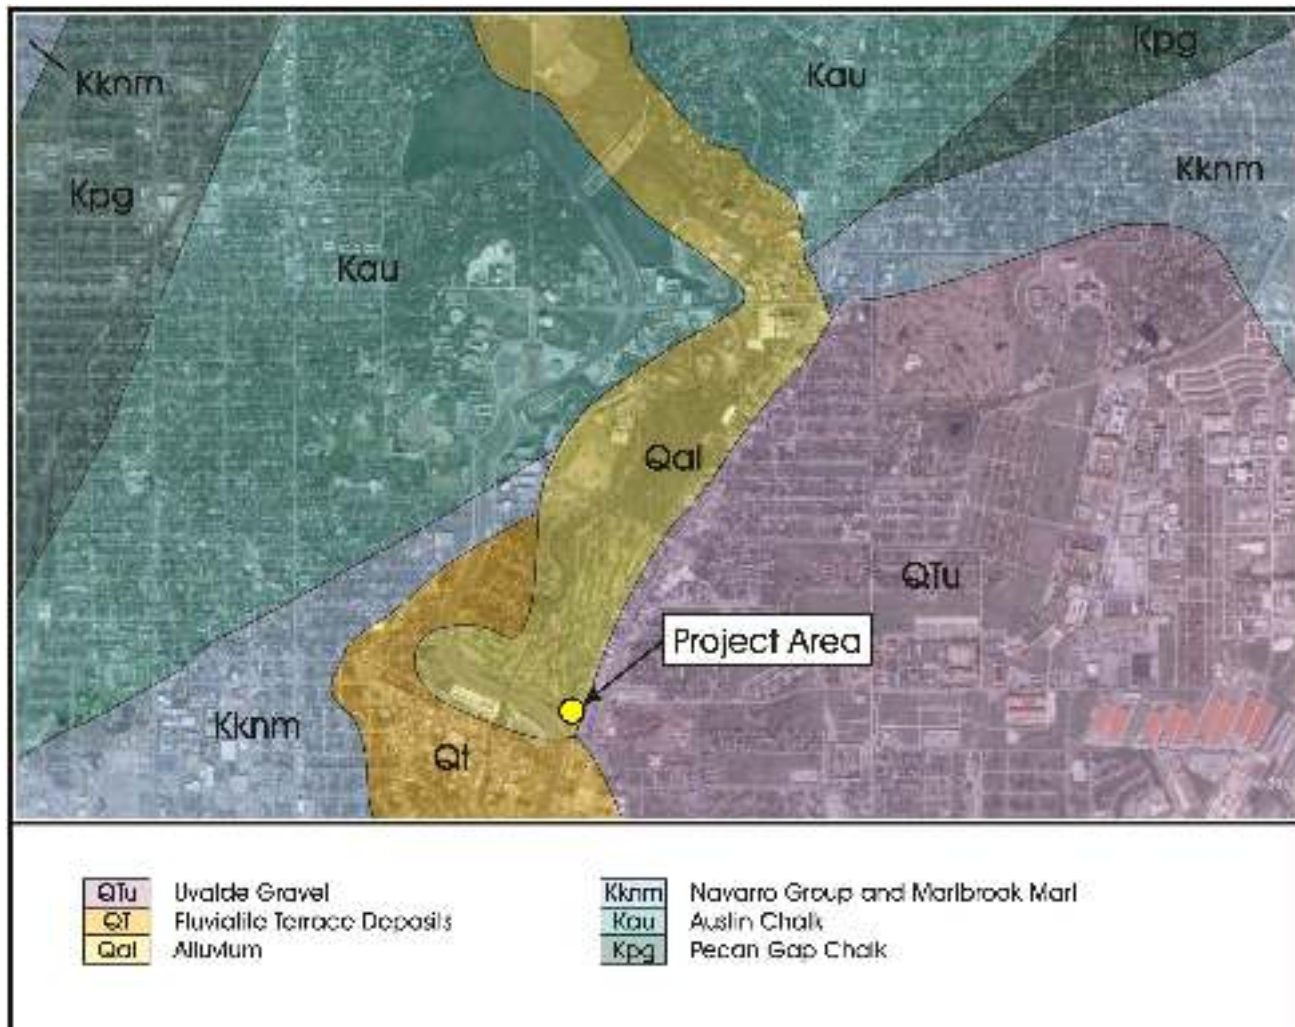 Kpg
Kau
Kknm
Kknm
Kpg
Kau
Qal
QTu
Project Area
Kknm
Qt
QTu Uvalde Gravel
QT Fluviatile Terrace Deposits
Qal Alluvium
Kknm Navarro Group and Marlbrook Marl
Kau Austin Chalk
Kpg Pecan Gap Chalk